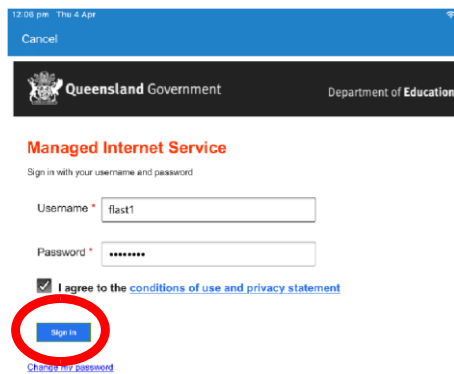 12:06 pm Thu 4 Apr
Cancel
Queensland Government
Department of Education
Managed Internet Service
Sign in with your username and password
Username * flast1
Password * ••••••••
I agree to the conditions of use and privacy statement
Sign in
Change my password